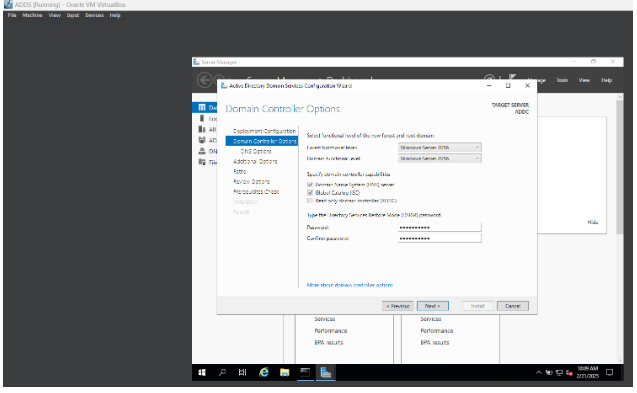 ADDS [Running] - Oracle VM VirtualBox
File Machine View Input Devices Help
Server Manager
Tools View Help
Active Directory Domain Services Configuration Wizard
Domain Controller Options
TARGET SERVER
ADDC
Deployment Configuration
Domain Controller Options
DNS Options
Additional Options
Paths
Review Options
Prerequisites Check
Installation
Results
Select functional level of the new forest and root domain
Forest functional level: Windows Server 2016
Domain functional level: Windows Server 2016
Specify domain controller capabilities
Domain Name System (DNS) server
Global Catalog (GC)
Read only domain controller (RODC)
Type the Directory Services Restore Mode (DSRM) password
Password:
Confirm password:
More about domain controller options
< Previous Next > Install Cancel
Hide
Services Services
Performance Performance
BPA results BPA results
10:09 AM
2/21/2025